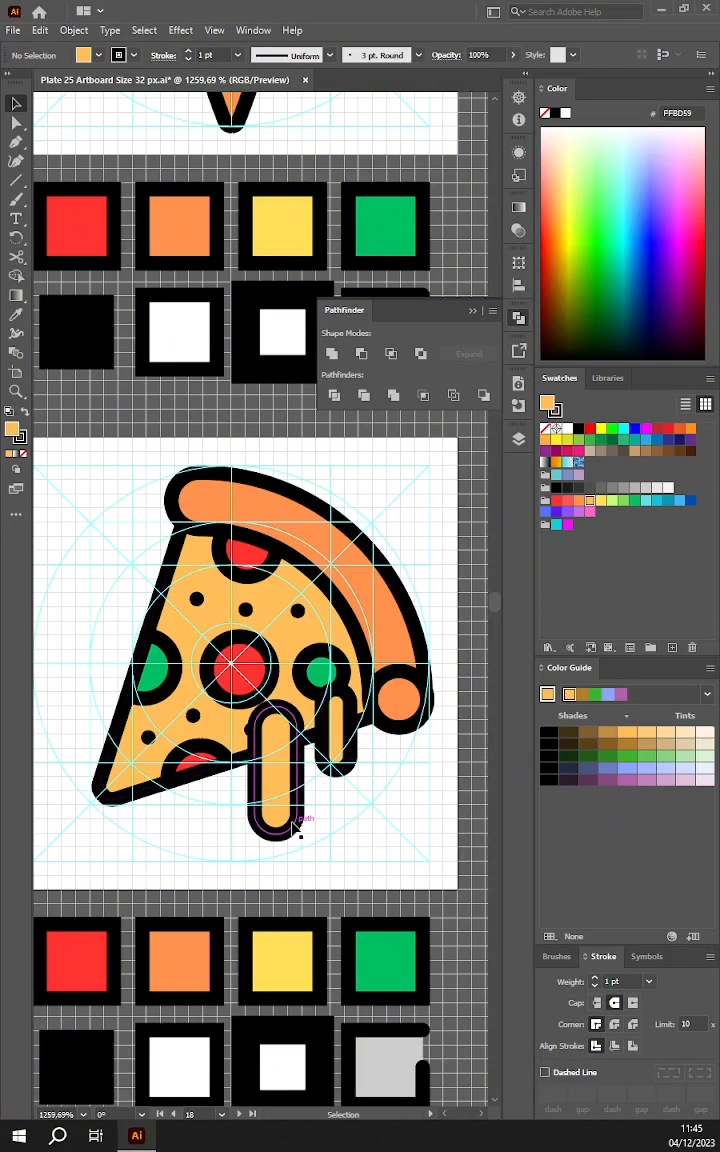 Ai
Search Adobe Help
File Edit Object Type Select Effect View Window Help
No Selection Stroke: 1 pt Uniform 3 pt. Round Opacity: 100% Style:
Plate 25 Artboard Size 32 px.ai* @ 1259,69 % (RGB/Preview) ×
Color
# FFBD59
Pathfinder
Shape Modes:
Expand
Pathfinders:
Swatches Libraries
Color Guide
Shades Tints
path
None
Brushes Stroke Symbols
Weight: 1 pt
Cap:
Corner: Limit: 10 x
Align Stroke:
Dashed Line
dash gap dash gap dash gap
1259,69% 0° 18 Selection
Ai
11:45
04/12/2023